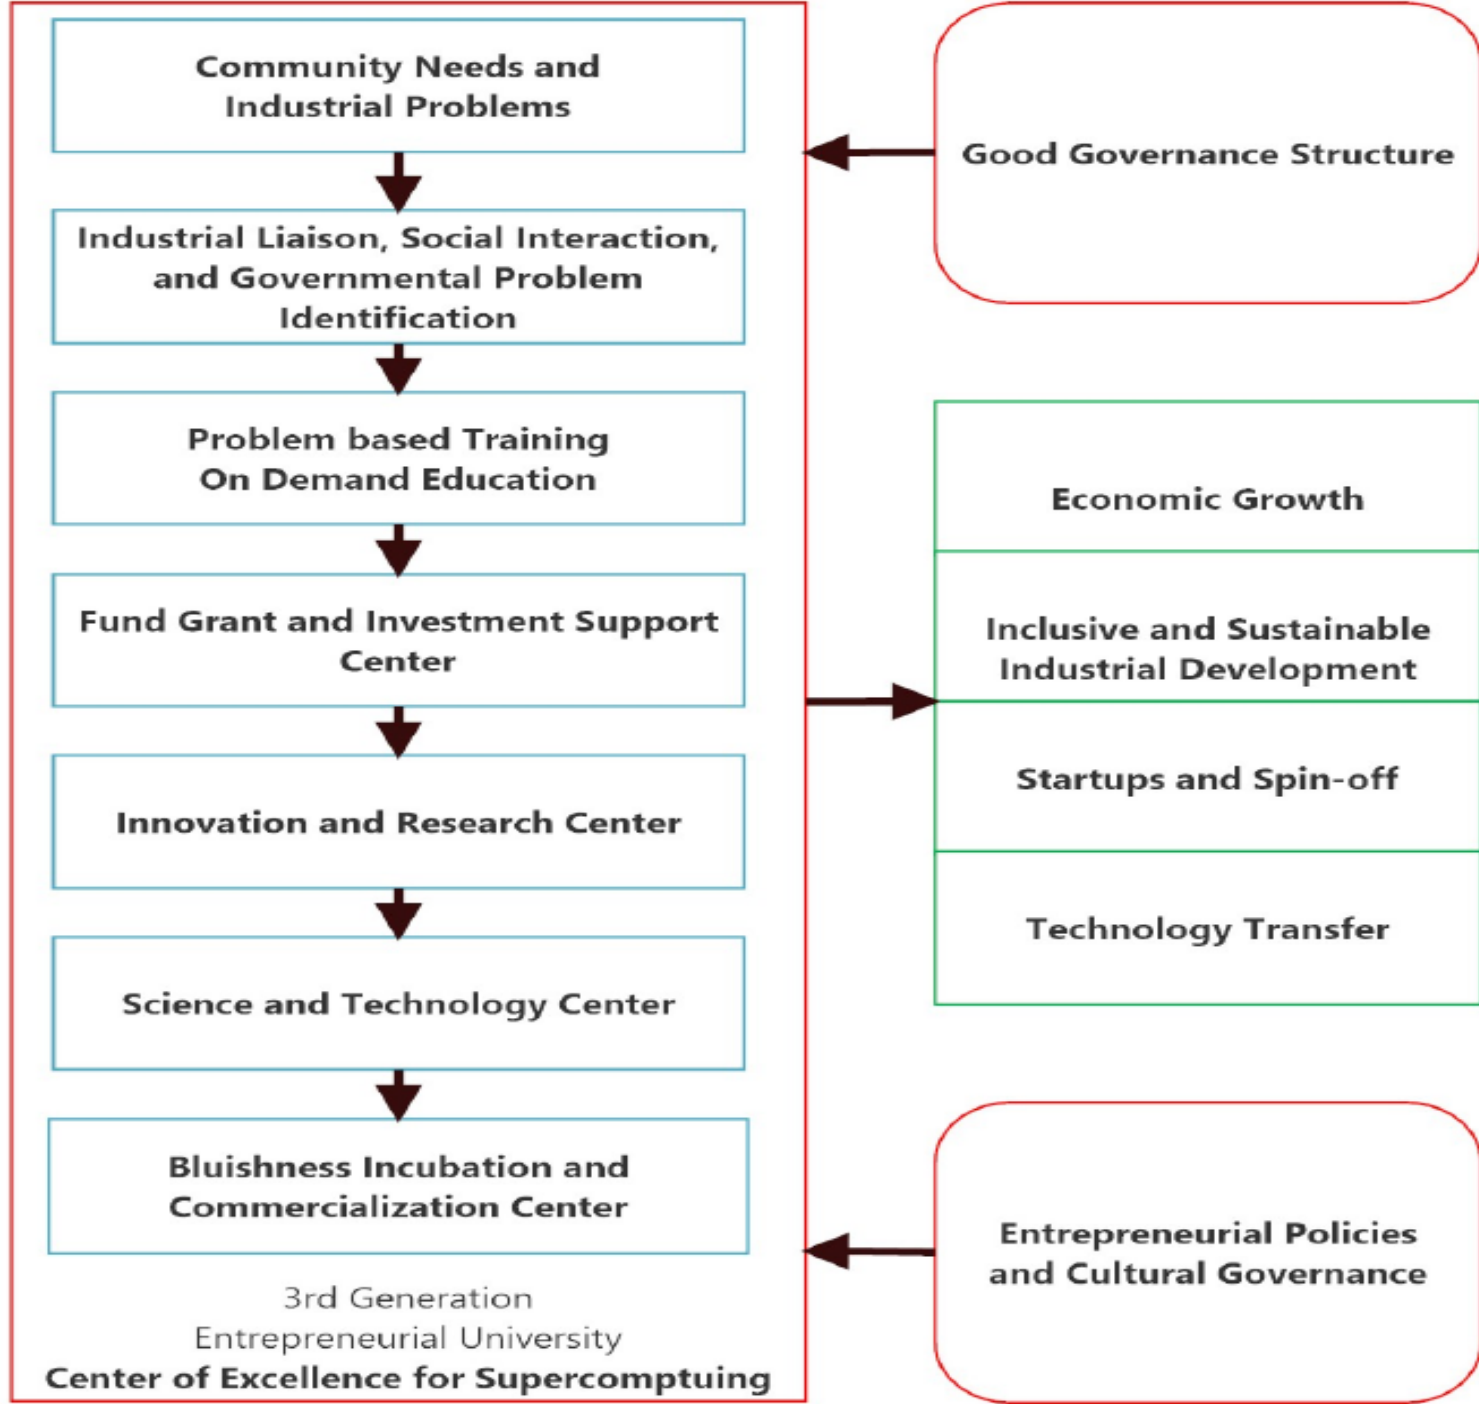 Community Needs and
Industrial Problems
Industrial Liaison, Social Interaction,
and Governmental Problem
Identification
Problem based Training
On Demand Education
Fund Grant and Investment Support
Center
Innovation and Research Center
Science and Technology Center
Bluishness Incubation and
Commercialization Center
3rd Generation
Entrepreneurial University
Center of Excellence for Supercomptuing
Good Governance Structure
Economic Growth
Inclusive and Sustainable
Industrial Development
Startups and Spin-off
Technology Transfer
Entrepreneurial Policies
and Cultural Governance